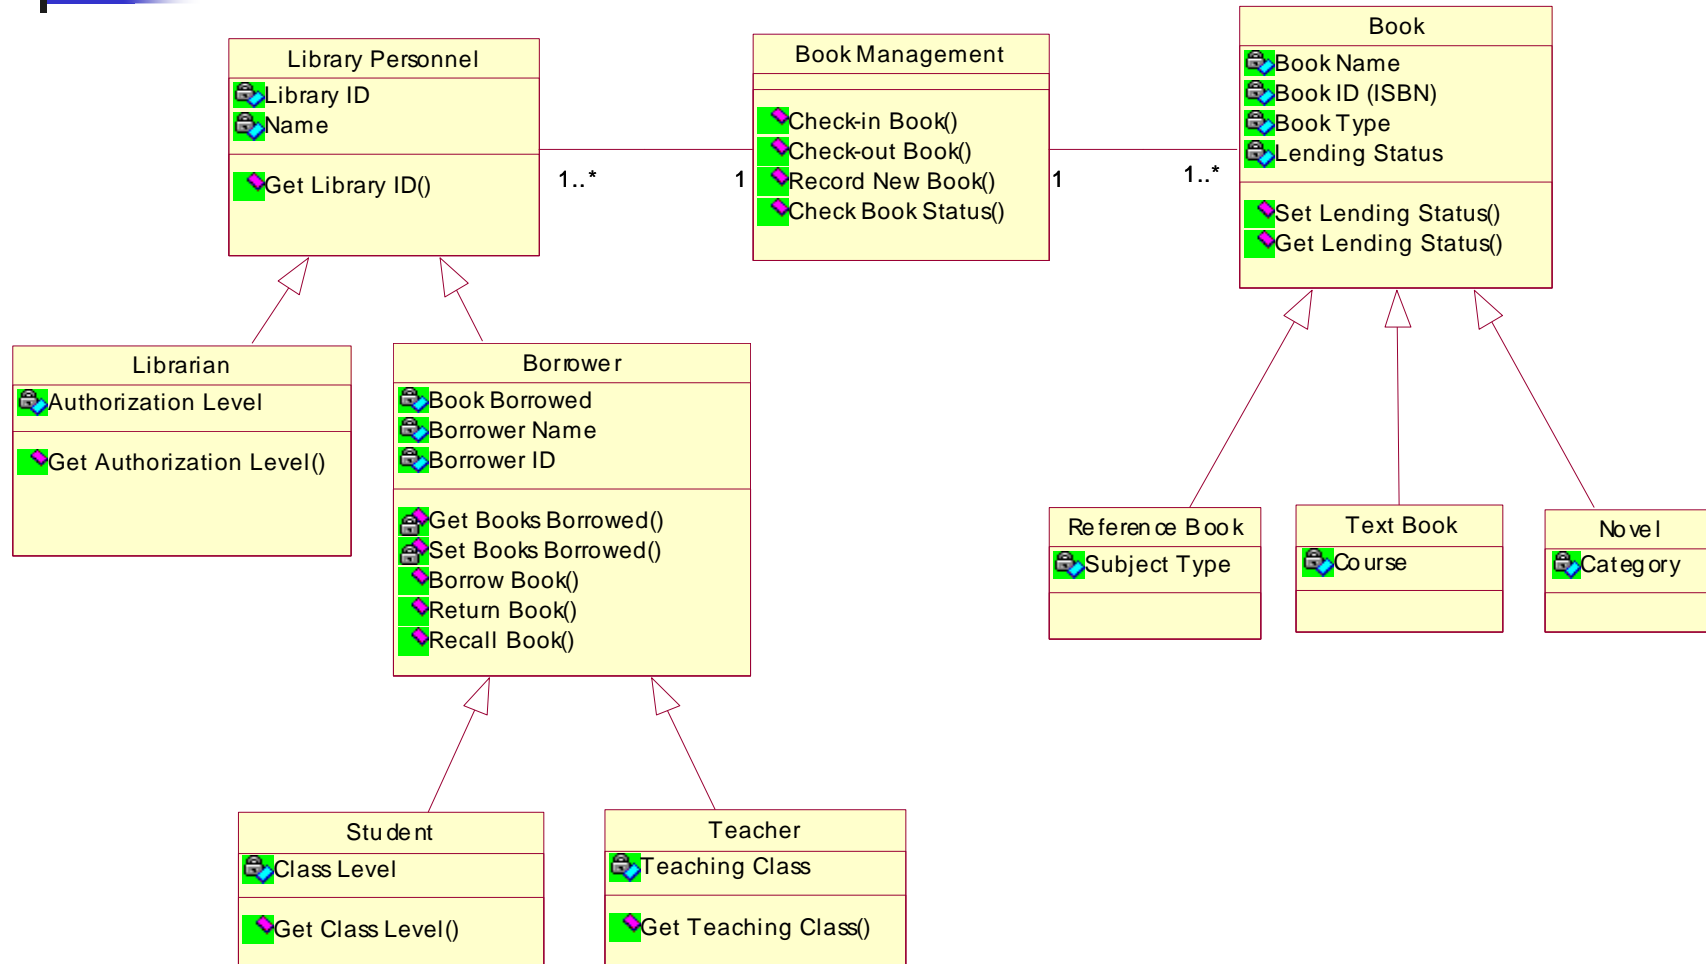 Library Personnel
Library ID
Name
Get Library ID()
1..*
1
Book Management
Check-in Book()
Check-out Book()
Record New Book()
Check Book Status()
1
1..*
Book
Book Name
Book ID (ISBN)
Book Type
Lending Status
Set Lending Status()
Get Lending Status()
Librarian
Authorization Level
Get Authorization Level()
Borrower
Book Borrowed
Borrower Name
Borrower ID
Get Books Borrowed()
Set Books Borrowed()
Borrow Book()
Return Book()
Recall Book()
Reference Book
Subject Type
Text Book
Course
Novel
Category
Student
Class Level
Get Class Level()
Teacher
Teaching Class
Get Teaching Class()